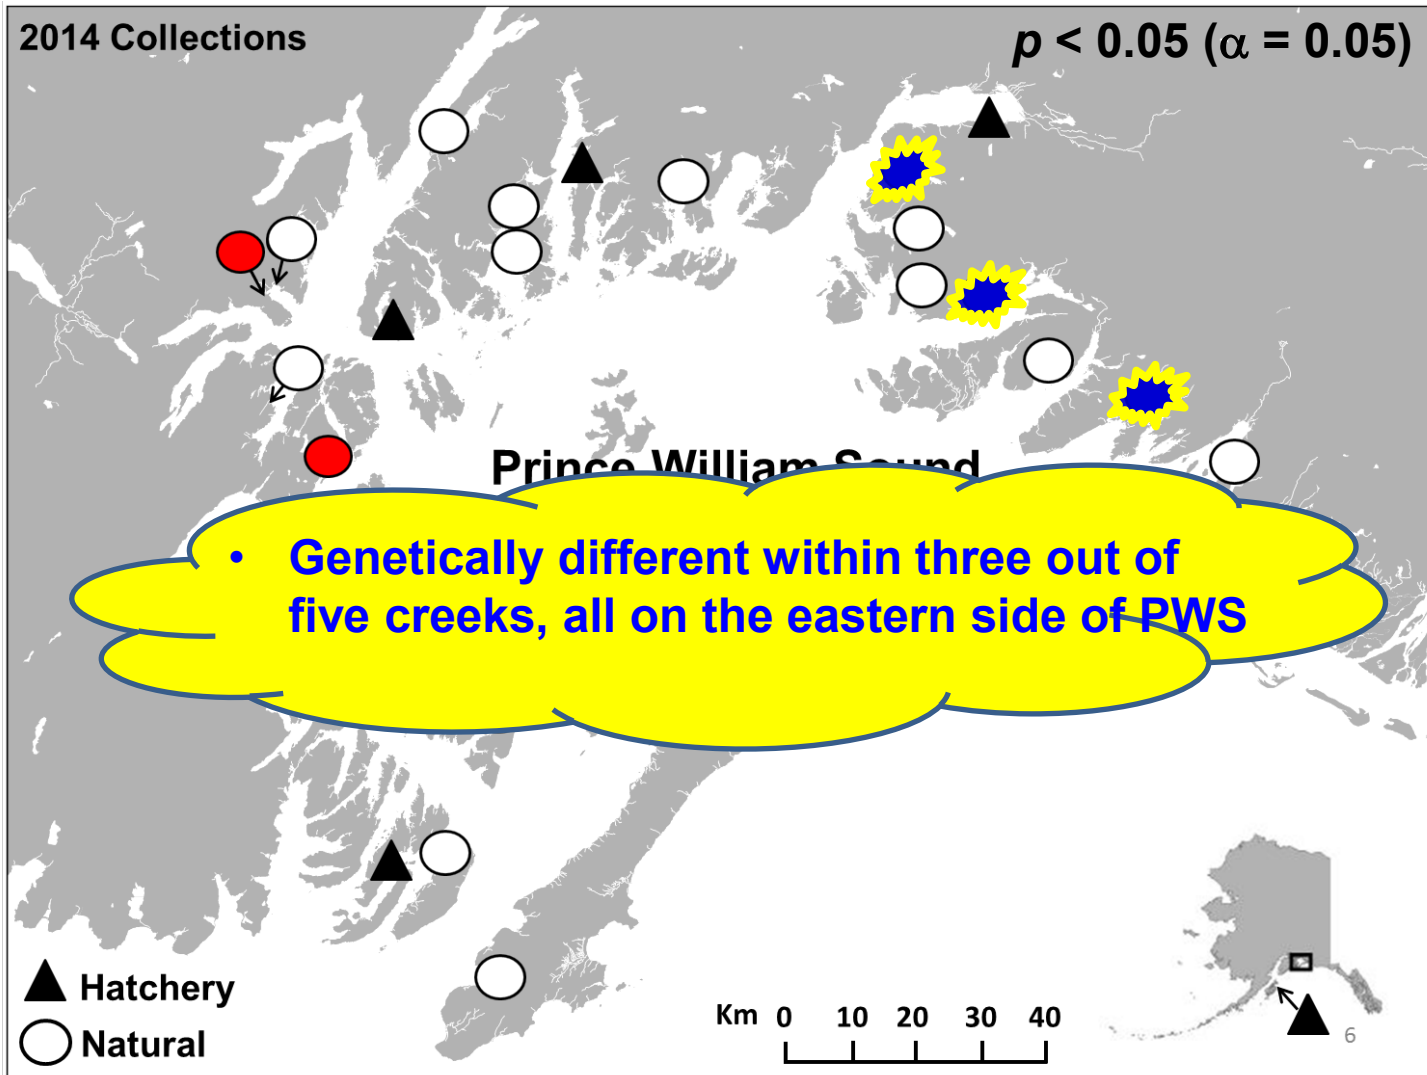 2014 Collections
p < 0.05 (α = 0.05)
Prince William Sound
• Genetically different within three out of
five creeks, all on the eastern side of PWS
Hatchery
Natural
Km 0 10 20 30 40
6